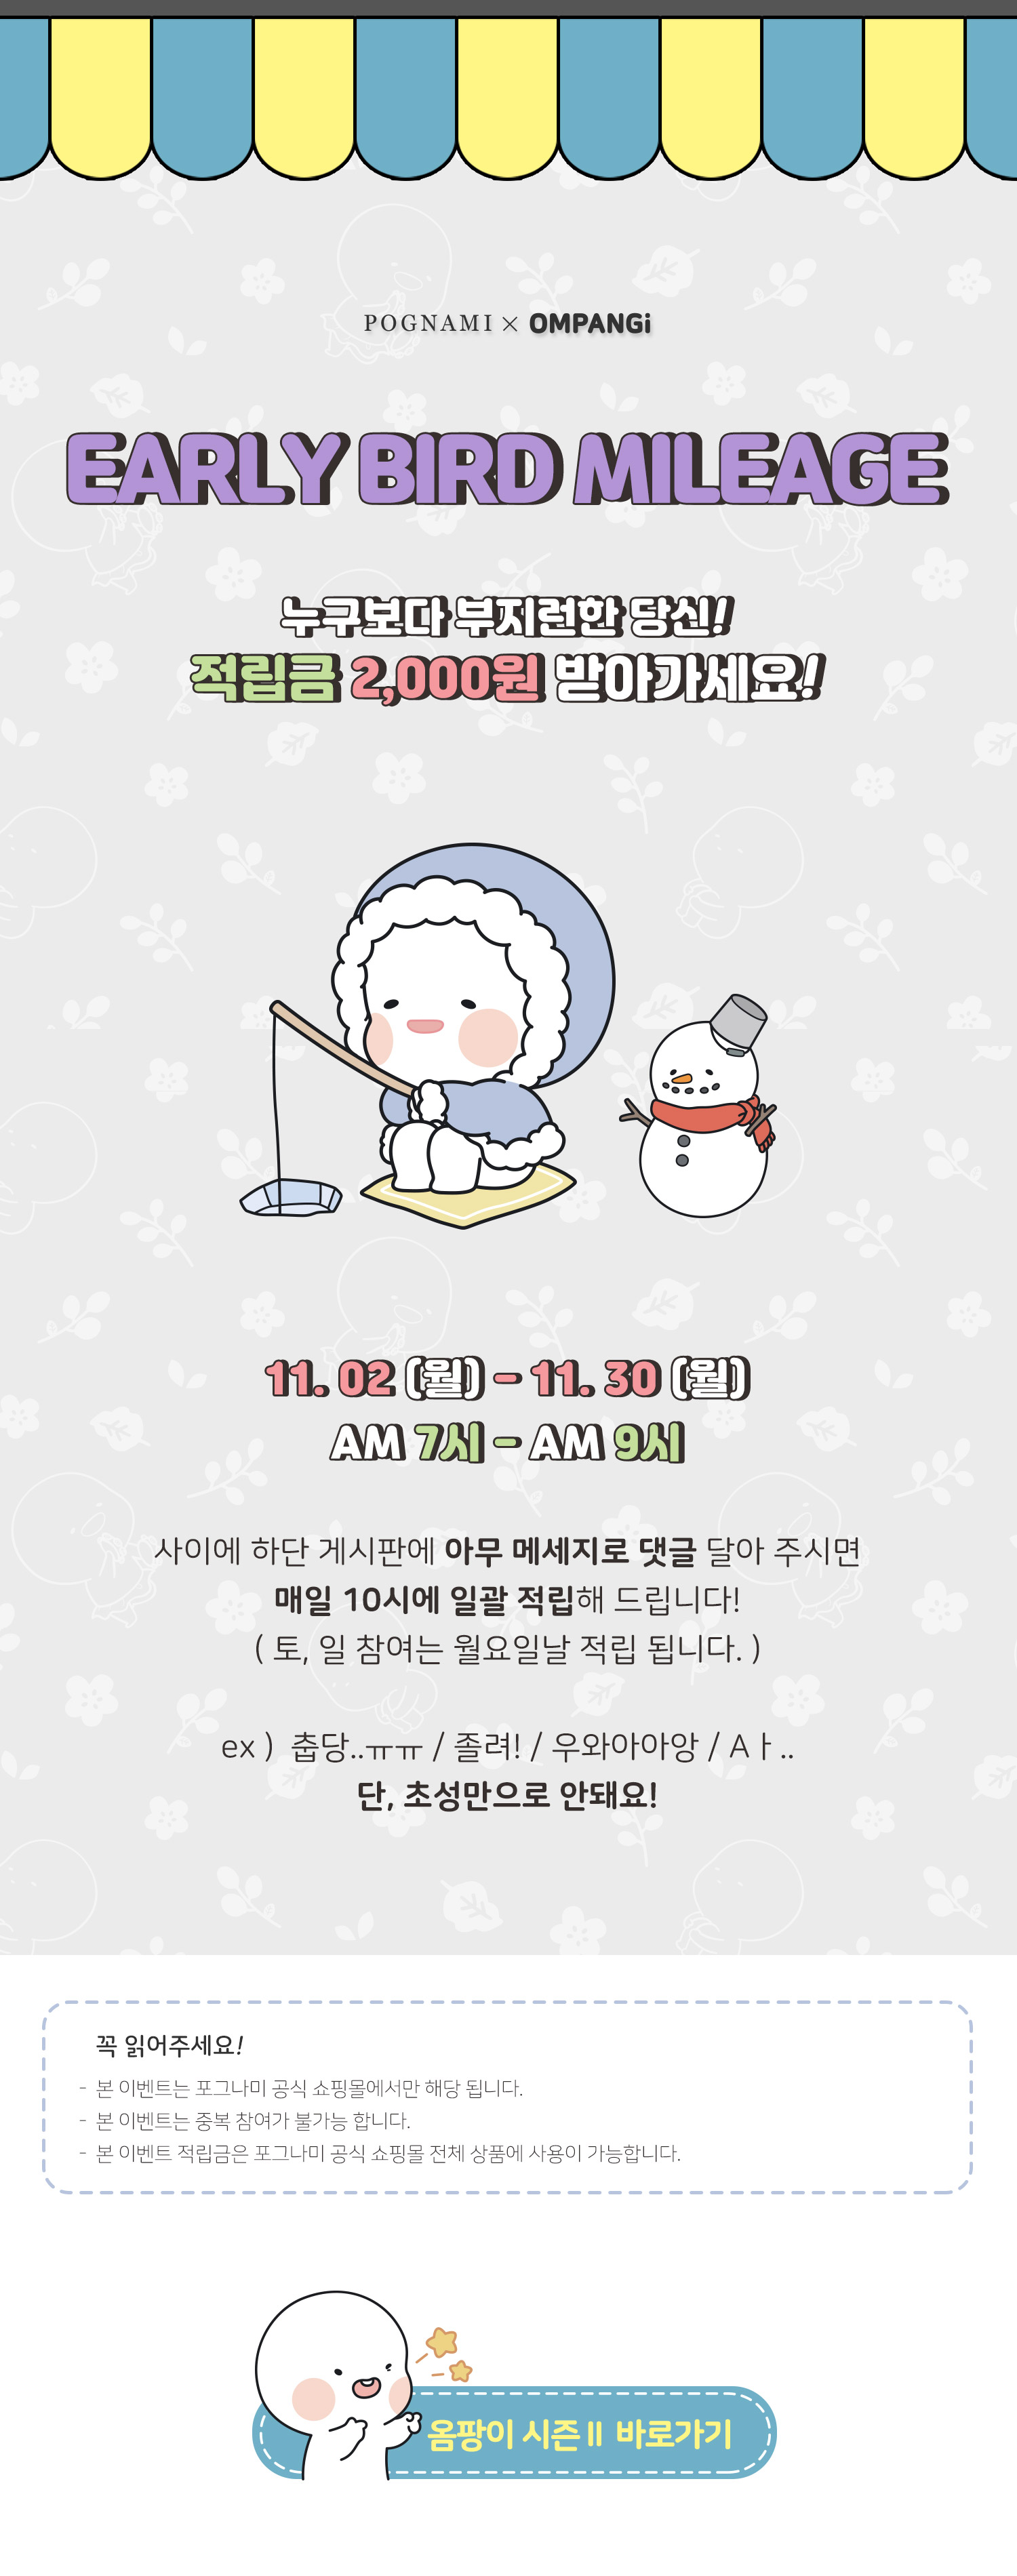 POGNAMI × OMPANGi
EARLY BIRD MILEAGE
누구보다 부지런한 당신!
적립금 2,000원 받아가세요!
11. 02 (월) - 11. 30 (월)
AM 7시 - AM 9시
사이에 하단 게시판에 아무 메세지로 댓글 달아 주시면
매일 10시에 일괄 적립해 드립니다!
( 토, 일 참여는 월요일날 적립 됩니다. )
ex ) 춥당..ㅠㅠ / 졸려! / 우와아아앙 / Aㅏ..
단, 초성만으로 안돼요!
꼭 읽어주세요!
- 본 이벤트는 포그나미 공식 쇼핑몰에서만 해당 됩니다.
- 본 이벤트는 중복 참여가 불가능 합니다.
- 본 이벤트 적립금은 포그나미 공식 쇼핑몰 전체 상품에 사용이 가능합니다.
옴팡이 시즌Ⅱ 바로가기